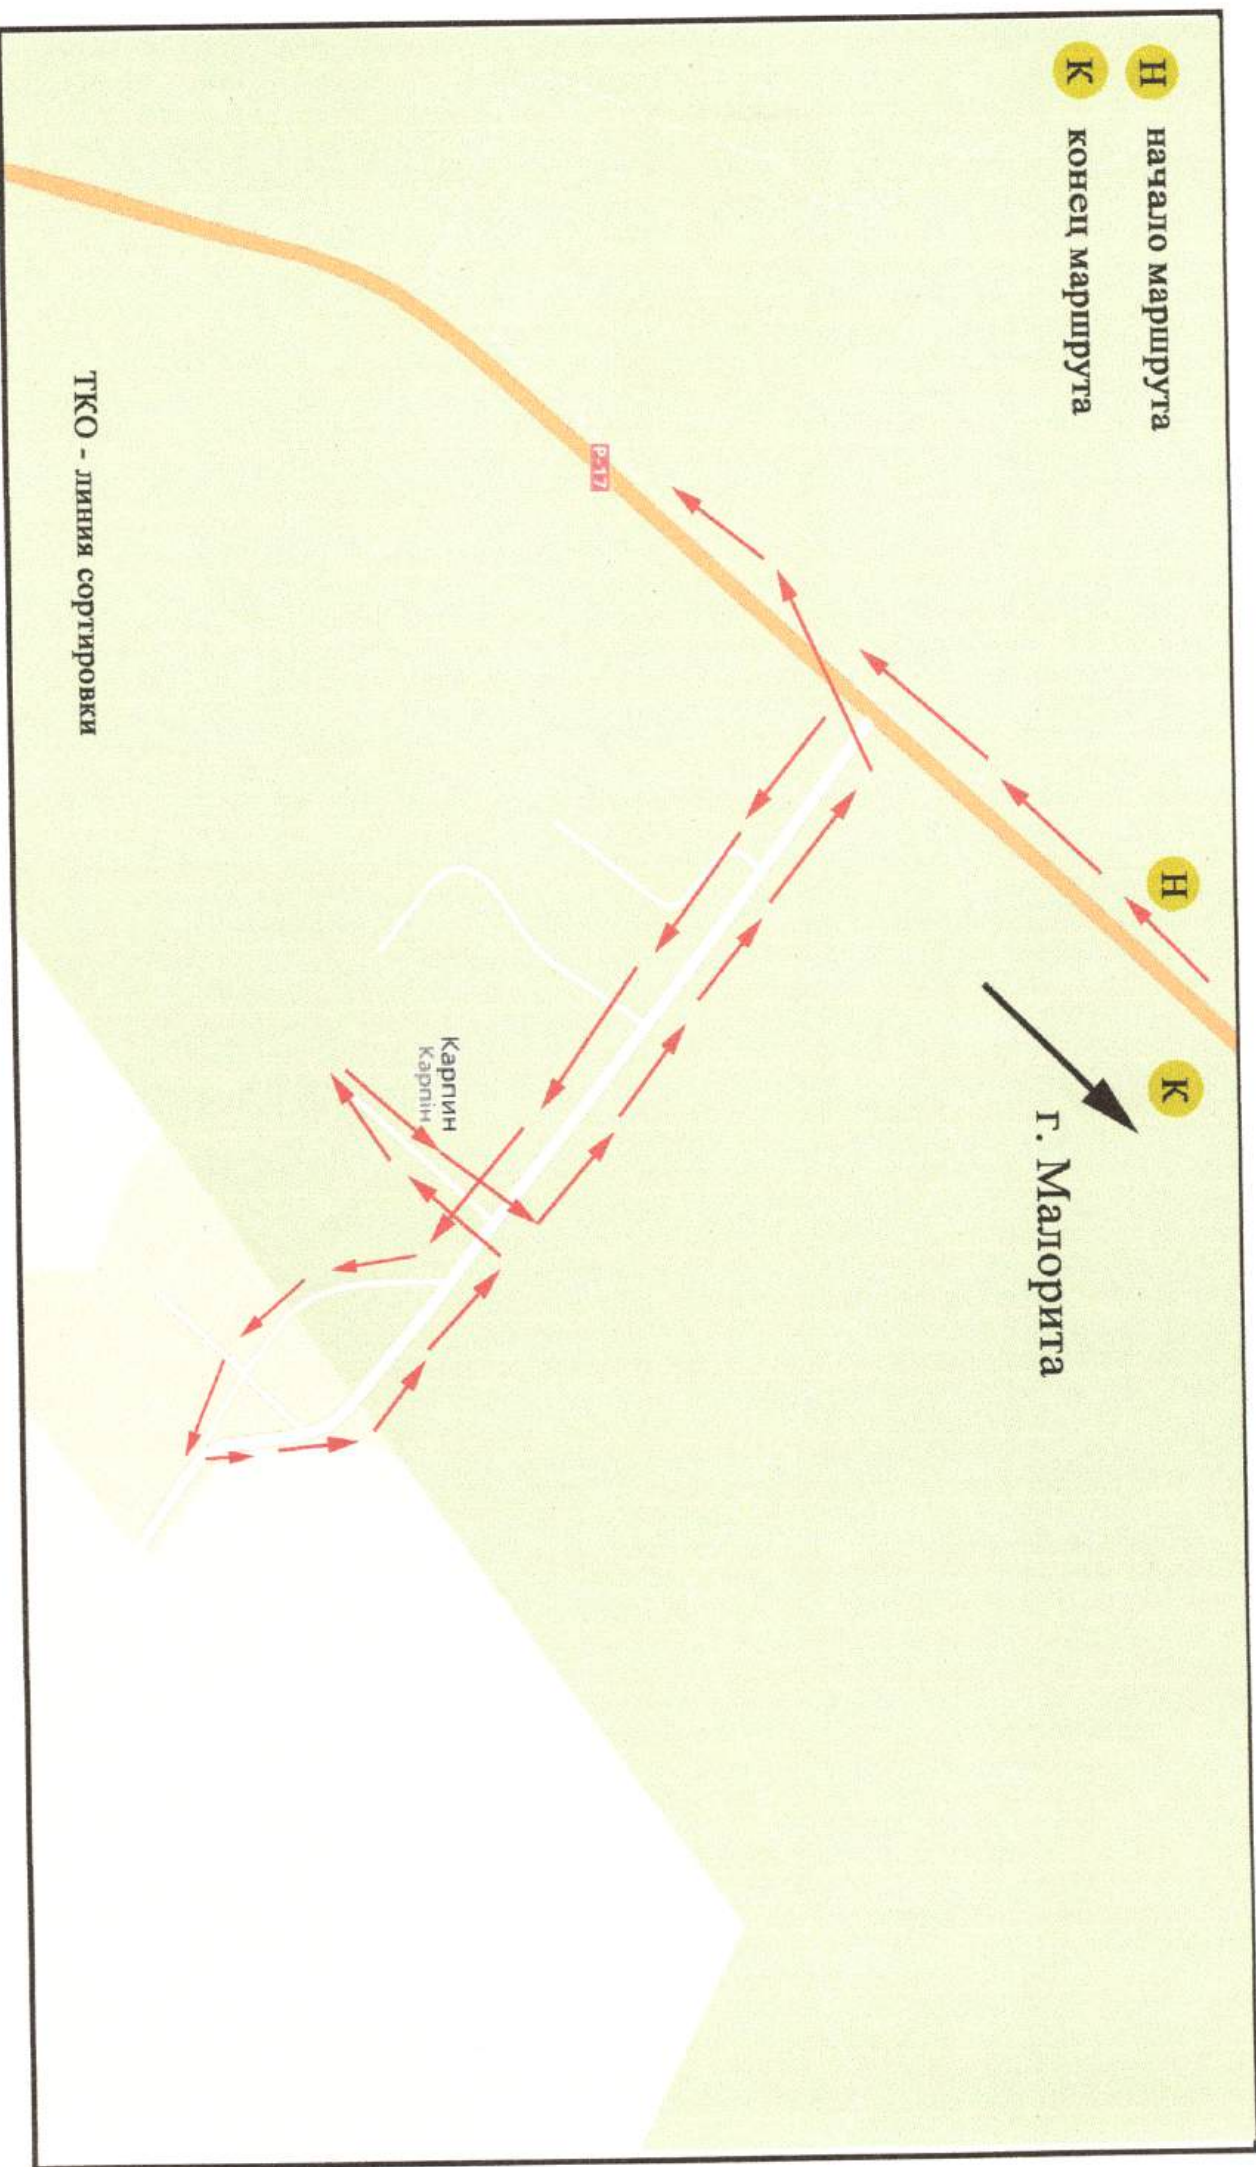 Н начало маршрута
К конец маршрута
Н
К
г. Малорита
Р-17
Карпин
Карпін
ТКО - линия сортировки